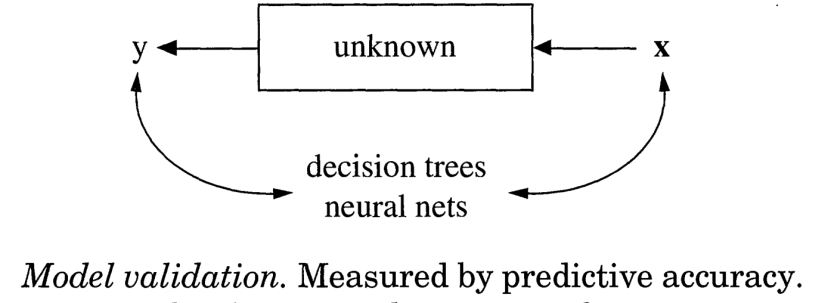 y unknown x
decision trees
neural nets
Model validation. Measured by predictive accuracy.